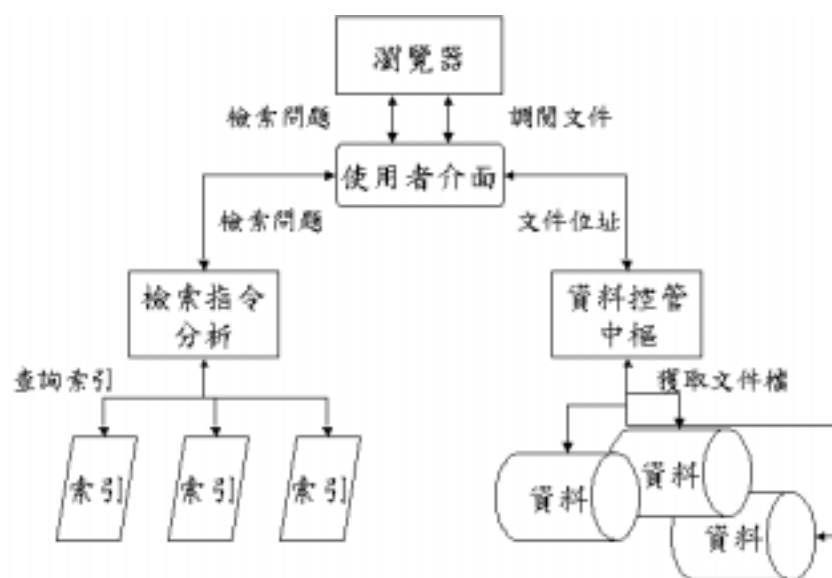 瀏覽器
檢索問題
調閱文件
使用者介面
檢索問題
文件位址
檢索指令
分析
資料控管
中樞
查詢索引
獲取文件檔
索引
索引
索引
資料
資料
資料